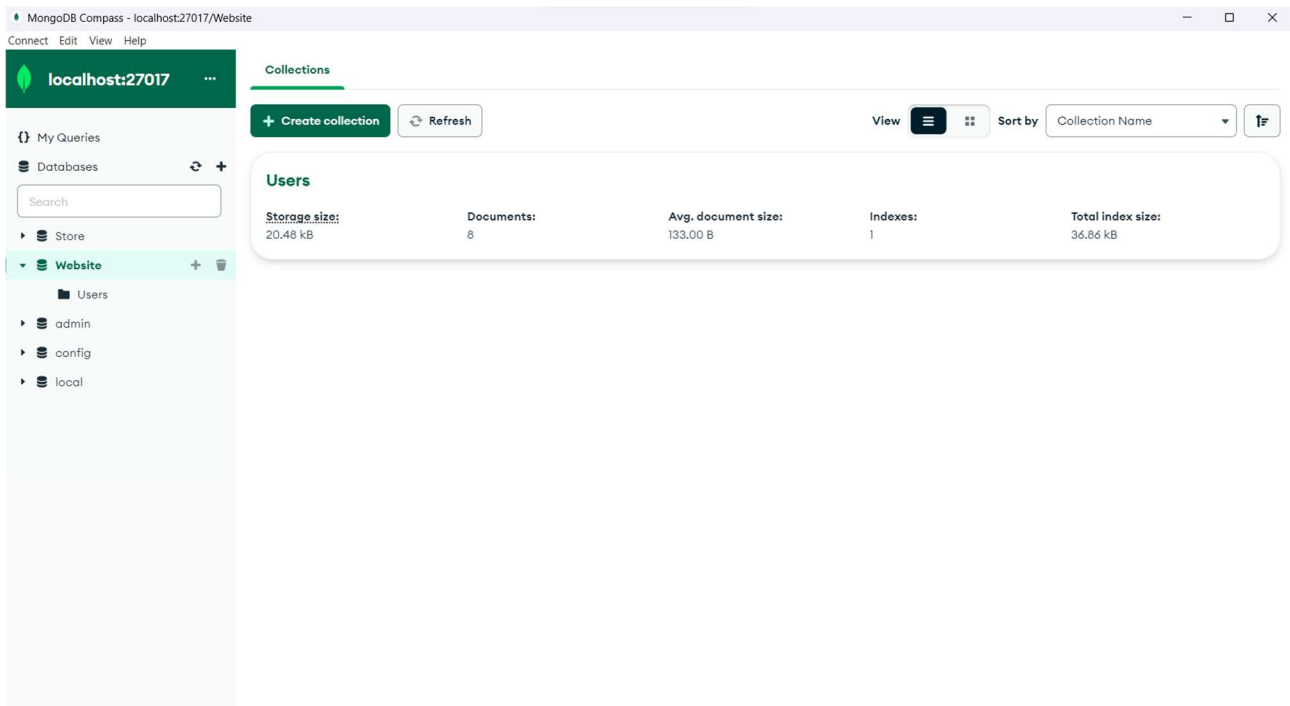 MongoDB Compass - localhost:27017/Website
Connect Edit View Help
localhost:27017 ...
{} My Queries
Databases
Search
Store
Website
Users
admin
config
local
Collections
+ Create collection Refresh View Sort by Collection Name
Users
Storage size: Documents: Avg. document size: Indexes: Total index size:
20.48 kB 8 133.00 B 1 36.86 kB